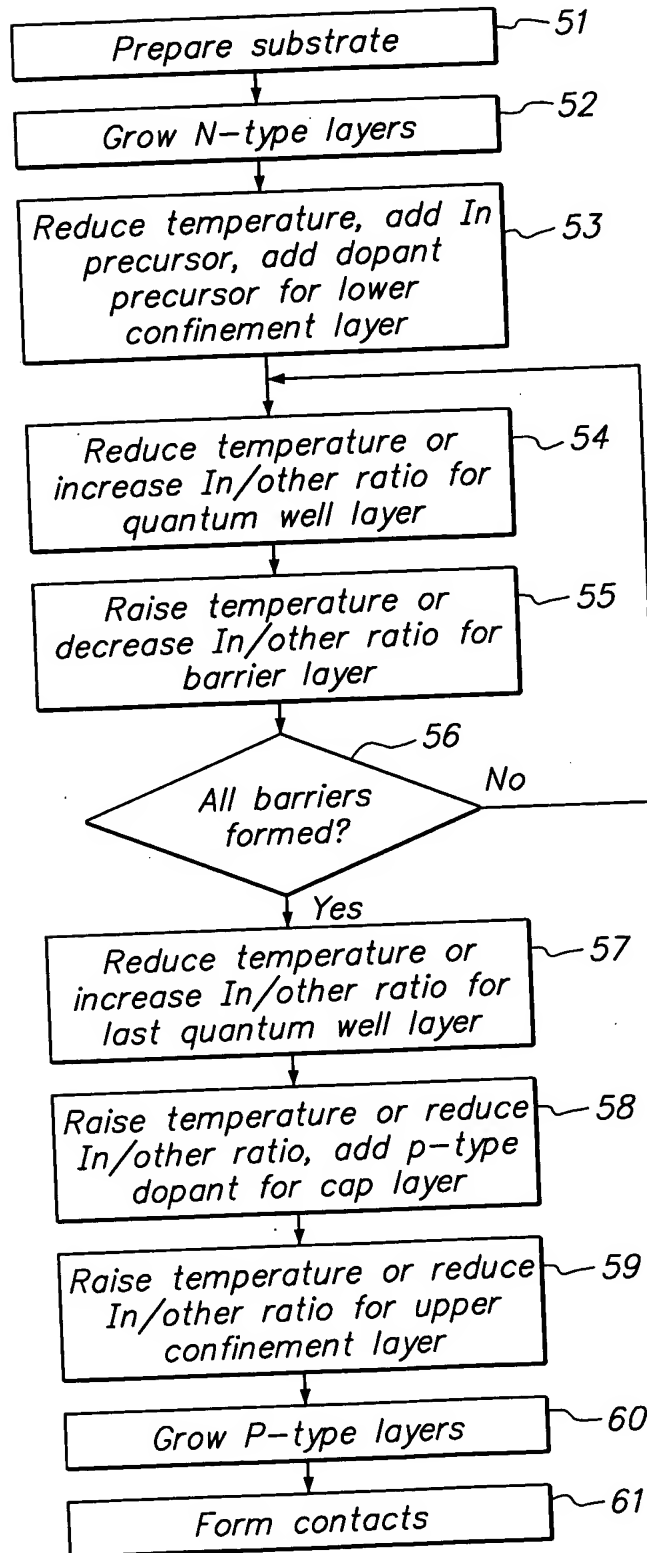 51
Prepare substrate
52
Grow N-type layers
53
Reduce temperature, add In
precursor, add dopant
precursor for lower
confinement layer
54
Reduce temperature or
increase In/other ratio for
quantum well layer
55
Raise temperature or
decrease In/other ratio for
barrier layer
56
All barriers
formed?
No
Yes
57
Reduce temperature or
increase In/other ratio for
last quantum well layer
58
Raise temperature or reduce
In/other ratio, add p-type
dopant for cap layer
59
Raise temperature or reduce
In/other ratio for upper
confinement layer
60
Grow P-type layers
61
Form contacts